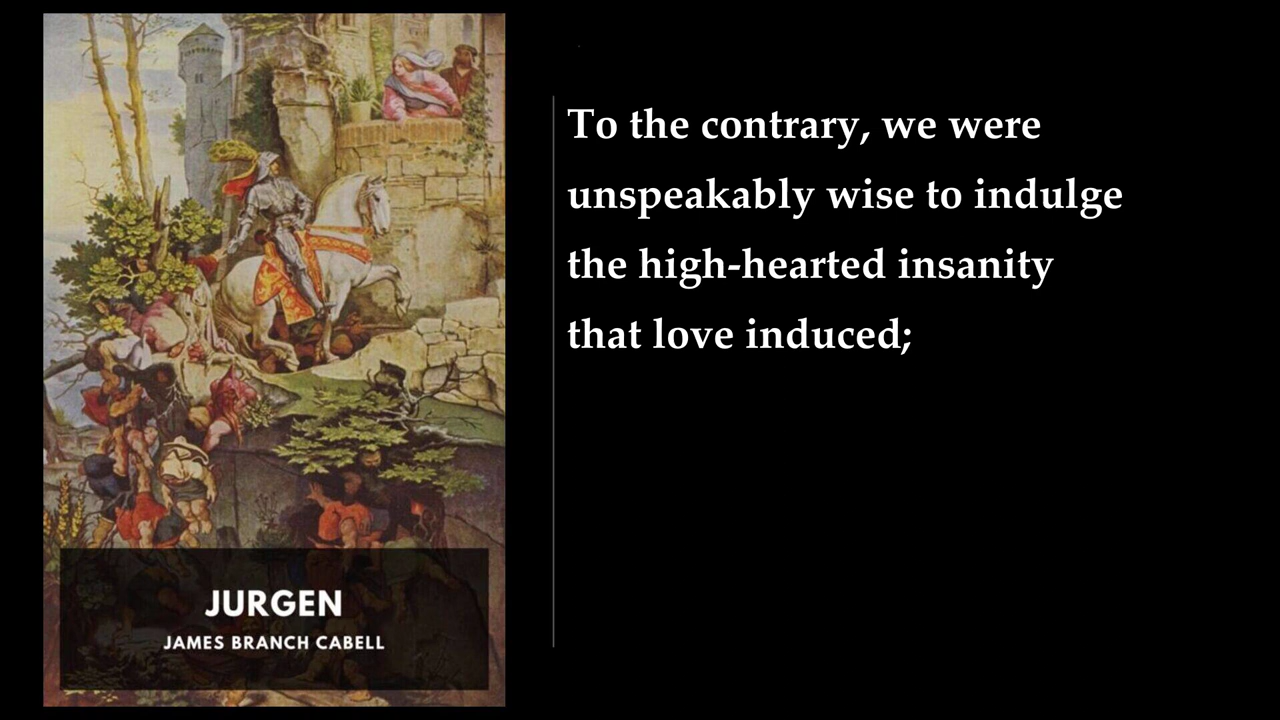 To the contrary, we were
unspeakably wise to indulge
the high-hearted insanity
that love induced;
JURGEN
JAMES BRANCH CABELL